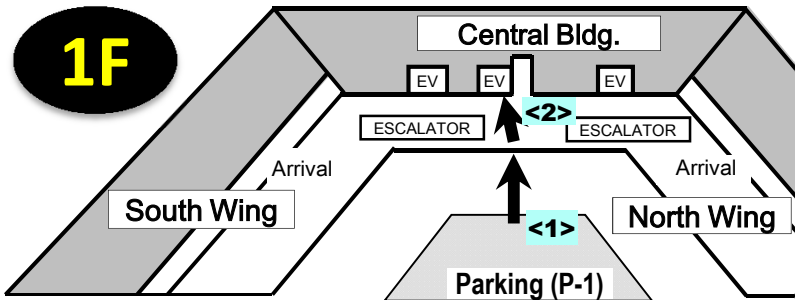 1F
Central Bldg.
EV
EV
EV
<2>
ESCALATOR
ESCALATOR
Arrival
Arrival
South Wing
North Wing
<1>
Parking (P-1)